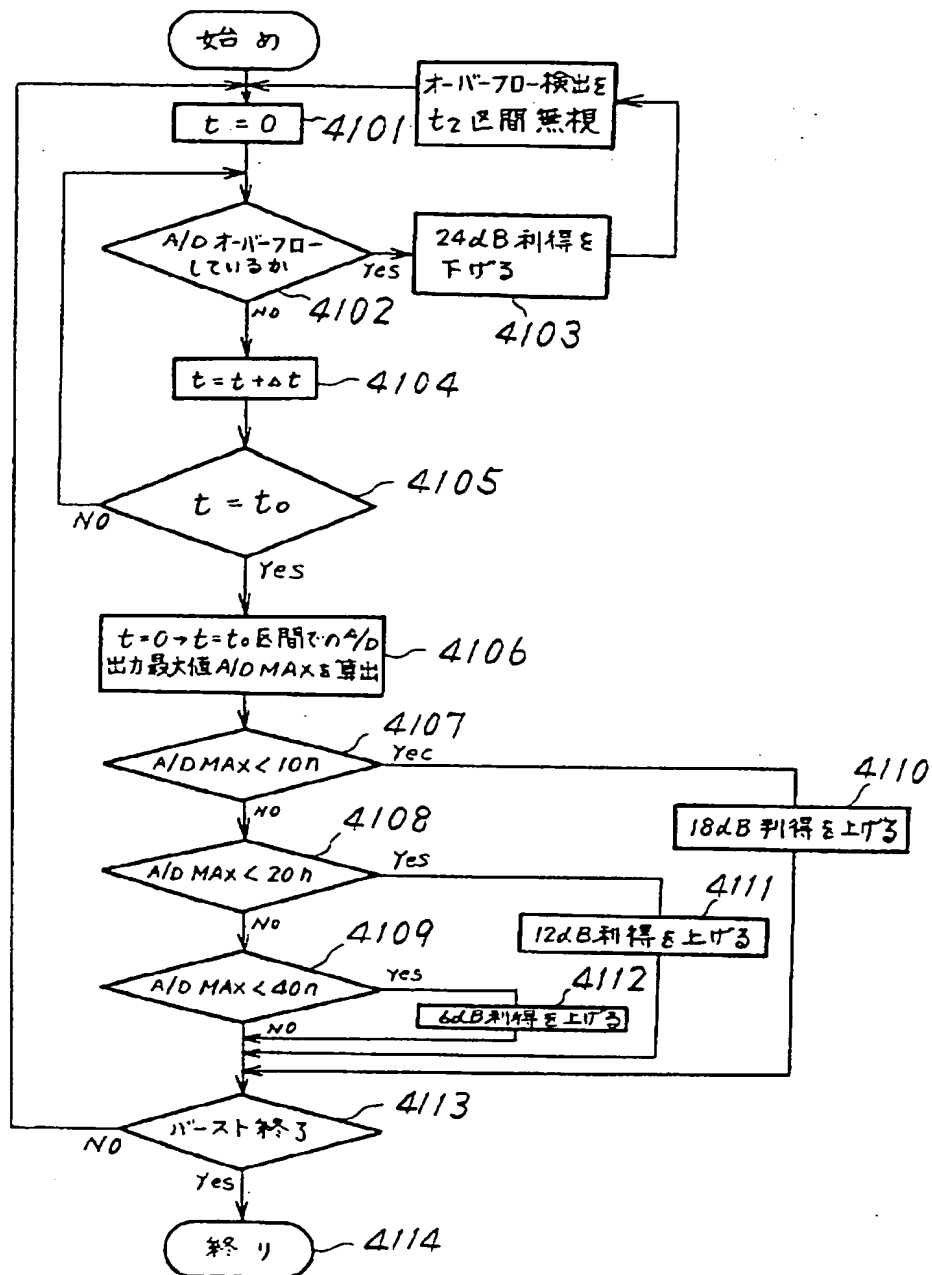 始め
オーバーフロー検出を
t2区間無視
t = 0
4101
A/Dオーバーフロー
しているか
Yes
24dB利得を
下げる
4102
NO
4103
t = t + Δt
4104
t = to
4105
NO
Yes
t=0→t=to区間でのA/D
出力最大値A/D MAXを算出
4106
4107
A/D MAX < 10n
Yec
4110
NO
18dB利得を上げる
4108
A/D MAX < 20n
Yes
4111
NO
12dB利得を上げる
4109
A/D MAX < 40n
Yes
4112
6dB利得を上げる
NO
4113
バースト終了
NO
Yes
終り
4114